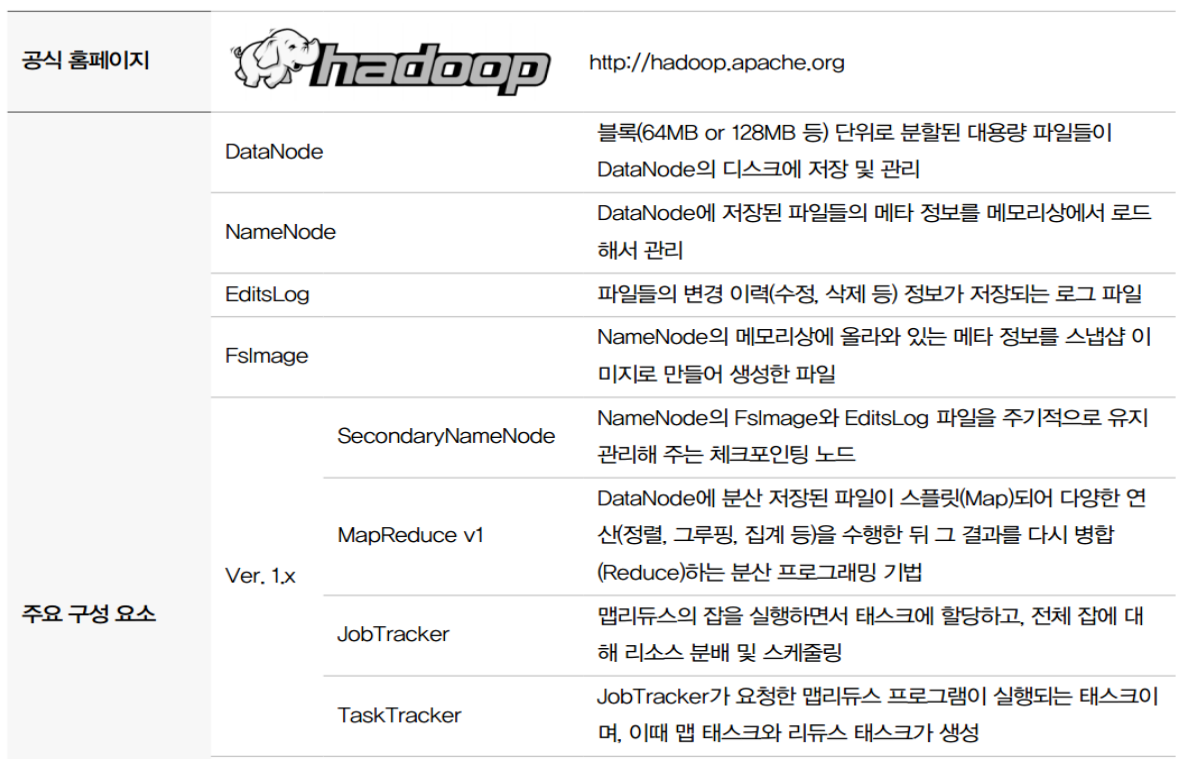 공식 홈페이지
hadoop
http://hadoop.apache.org
주요 구성 요소
DataNode
블록(64MB or 128MB 등) 단위로 분할된 대용량 파일들이
DataNode의 디스크에 저장 및 관리
NameNode
DataNode에 저장된 파일들의 메타 정보를 메모리상에서 로드
해서 관리
EditsLog
파일들의 변경 이력(수정, 삭제 등) 정보가 저장되는 로그 파일
FsImage
NameNode의 메모리상에 올라와 있는 메타 정보를 스냅샵 이
미지로 만들어 생성한 파일
Ver. 1.x
SecondaryNameNode
NameNode의 FsImage와 EditsLog 파일을 주기적으로 유지
관리해 주는 체크포인팅 노드
MapReduce v1
DataNode에 분산 저장된 파일이 스플릿(Map)되어 다양한 연
산(정렬, 그루핑, 집계 등)을 수행한 뒤 그 결과를 다시 병합
(Reduce)하는 분산 프로그래밍 기법
JobTracker
맵리듀스의 잡을 실행하면서 태스크에 할당하고, 전체 잡에 대
해 리소스 분배 및 스케줄링
TaskTracker
JobTracker가 요청한 맵리듀스 프로그램이 실행되는 태스크이
며, 이때 맵 태스크와 리듀스 태스크가 생성